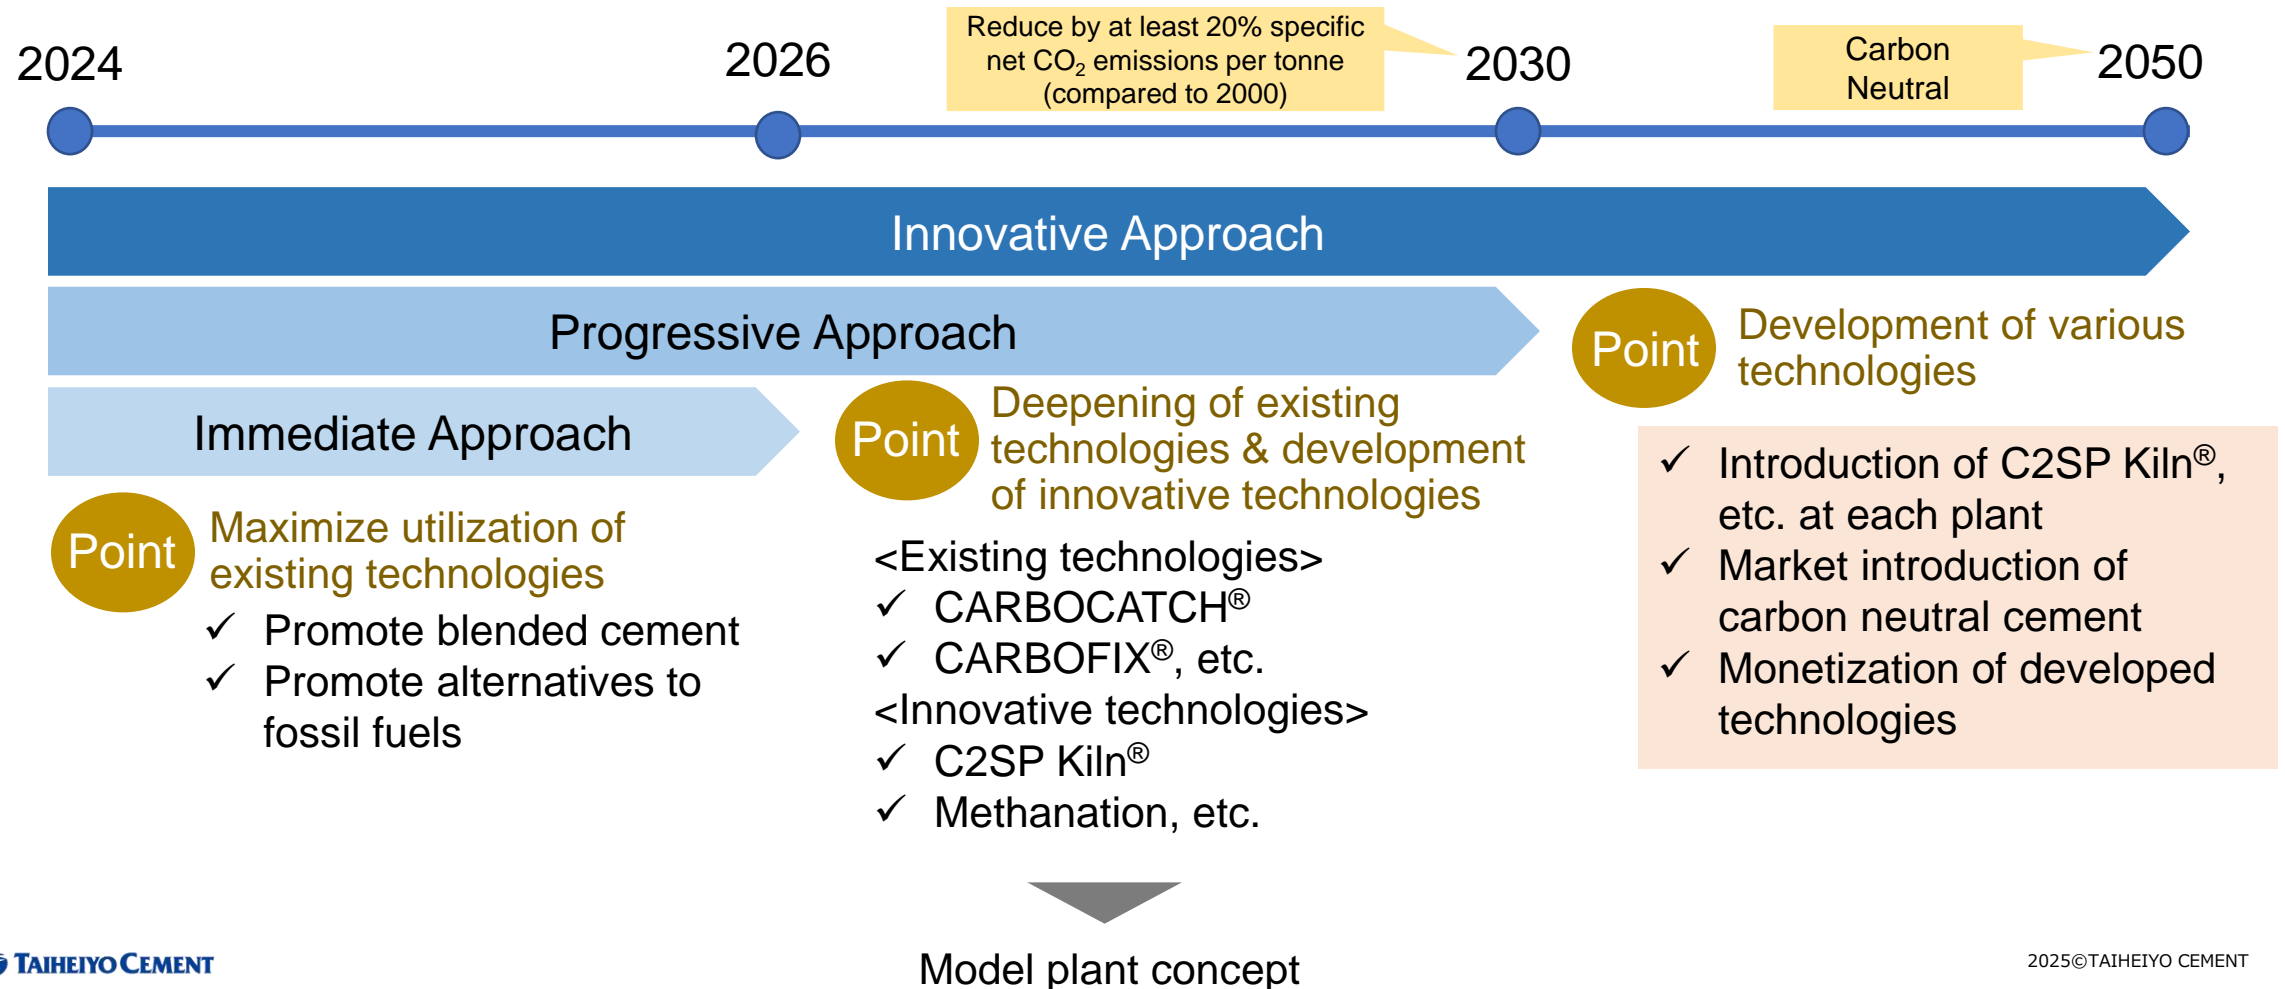 2024
2026
Reduce by at least 20% specific
net CO₂ emissions per tonne
(compared to 2000)
2030
Carbon
Neutral
2050
Innovative Approach
Progressive Approach
Immediate Approach
Point
Maximize utilization of
existing technologies
✓ Promote blended cement
✓ Promote alternatives to
fossil fuels
Point
Deepening of existing
technologies & development
of innovative technologies
<Existing technologies>
✓ CARBOCATCH®
✓ CARBOFIX®, etc.
<Innovative technologies>
✓ C2SP Kiln®
✓ Methanation, etc.
Model plant concept
Point
Development of various
technologies
✓ Introduction of C2SP Kiln®,
etc. at each plant
✓ Market introduction of
carbon neutral cement
✓ Monetization of developed
technologies
TAIHEIYO CEMENT
2025©TAIHEIYO CEMENT